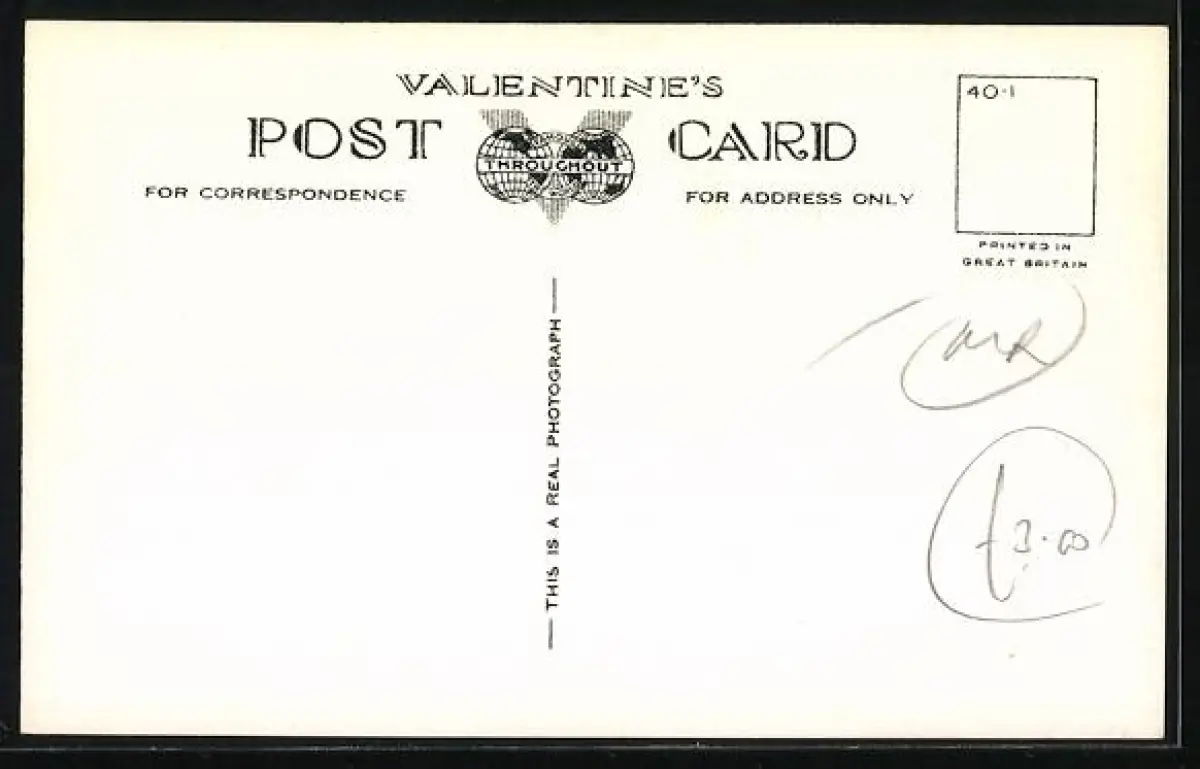 VALENTINE'S
POST CARD
THROUGHOUT
FOR CORRESPONDENCE
FOR ADDRESS ONLY
40-1
PRINTED IN
GREAT BRITAIN
THIS IS A REAL PHOTOGRAPH
£3.00